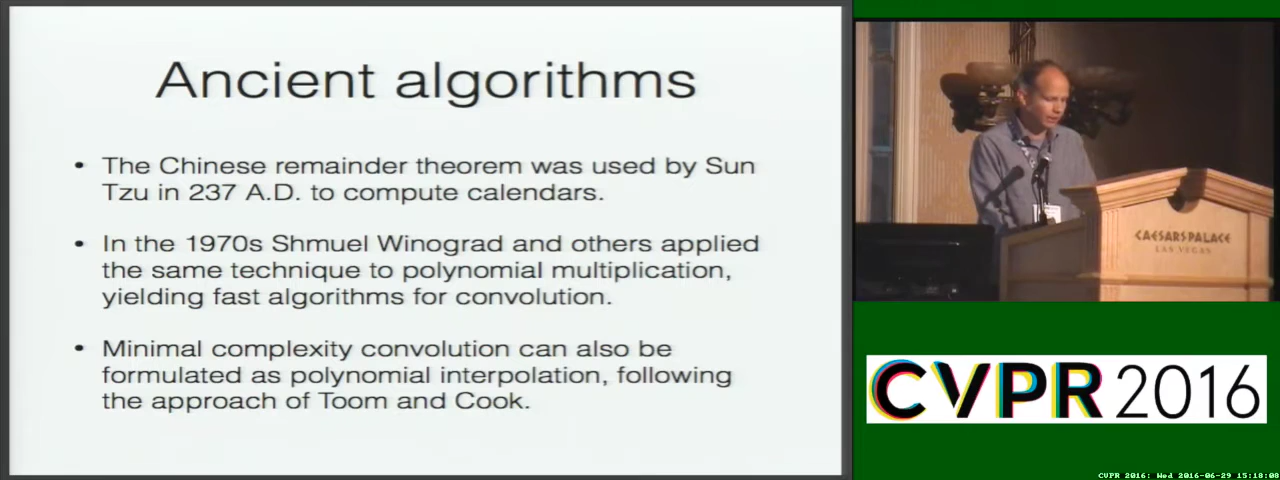 Ancient algorithms
• The Chinese remainder theorem was used by Sun
Tzu in 237 A.D. to compute calendars.
• In the 1970s Shmuel Winograd and others applied
the same technique to polynomial multiplication,
yielding fast algorithms for convolution.
• Minimal complexity convolution can also be
formulated as polynomial interpolation, following
the approach of Toom and Cook.
CAESARS PALACE
LAS VEGAS
CVPR 2016
CVPR 2016: Wed 2016-06-29 15:18:08